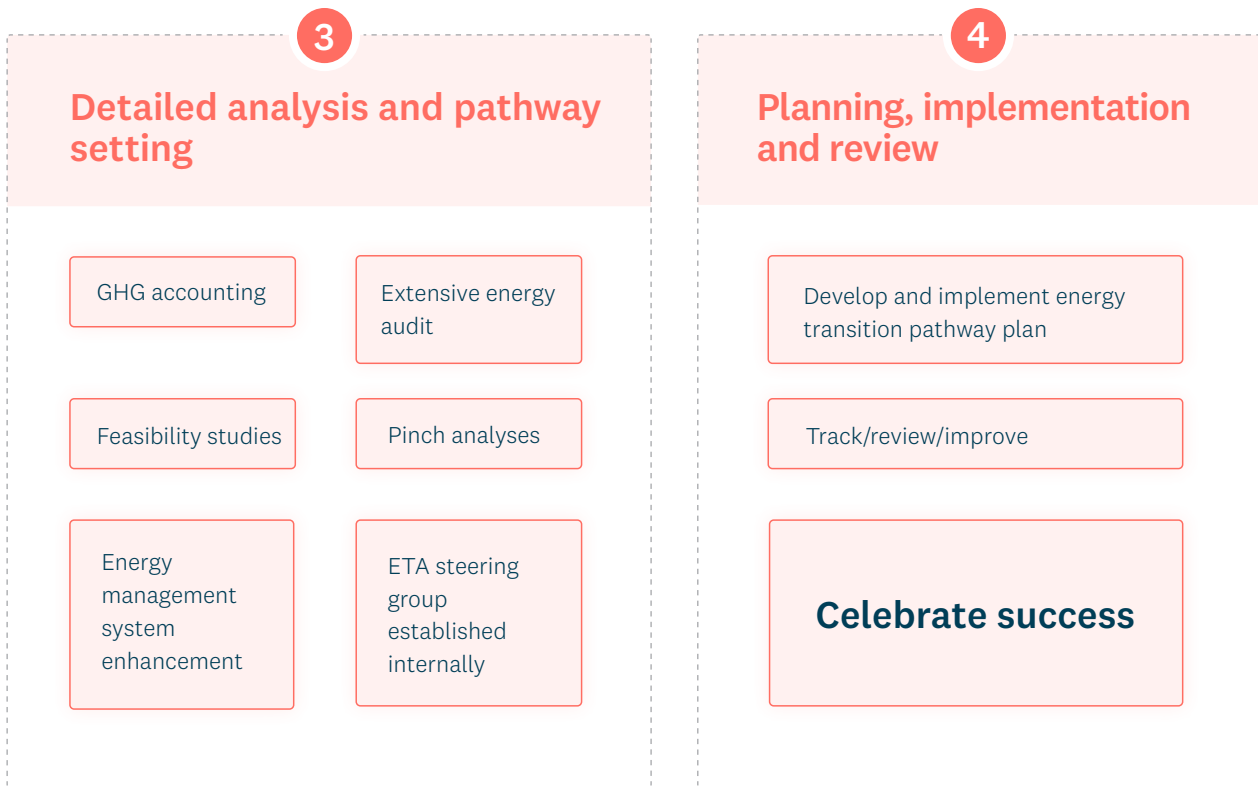 3
Detailed analysis and pathway
setting
GHG accounting
Extensive energy
audit
Feasibility studies
Pinch analyses
Energy
management
system
enhancement
ETA steering
group
established
internally
4
Planning, implementation
and review
Develop and implement energy
transition pathway plan
Track/review/improve
Celebrate success